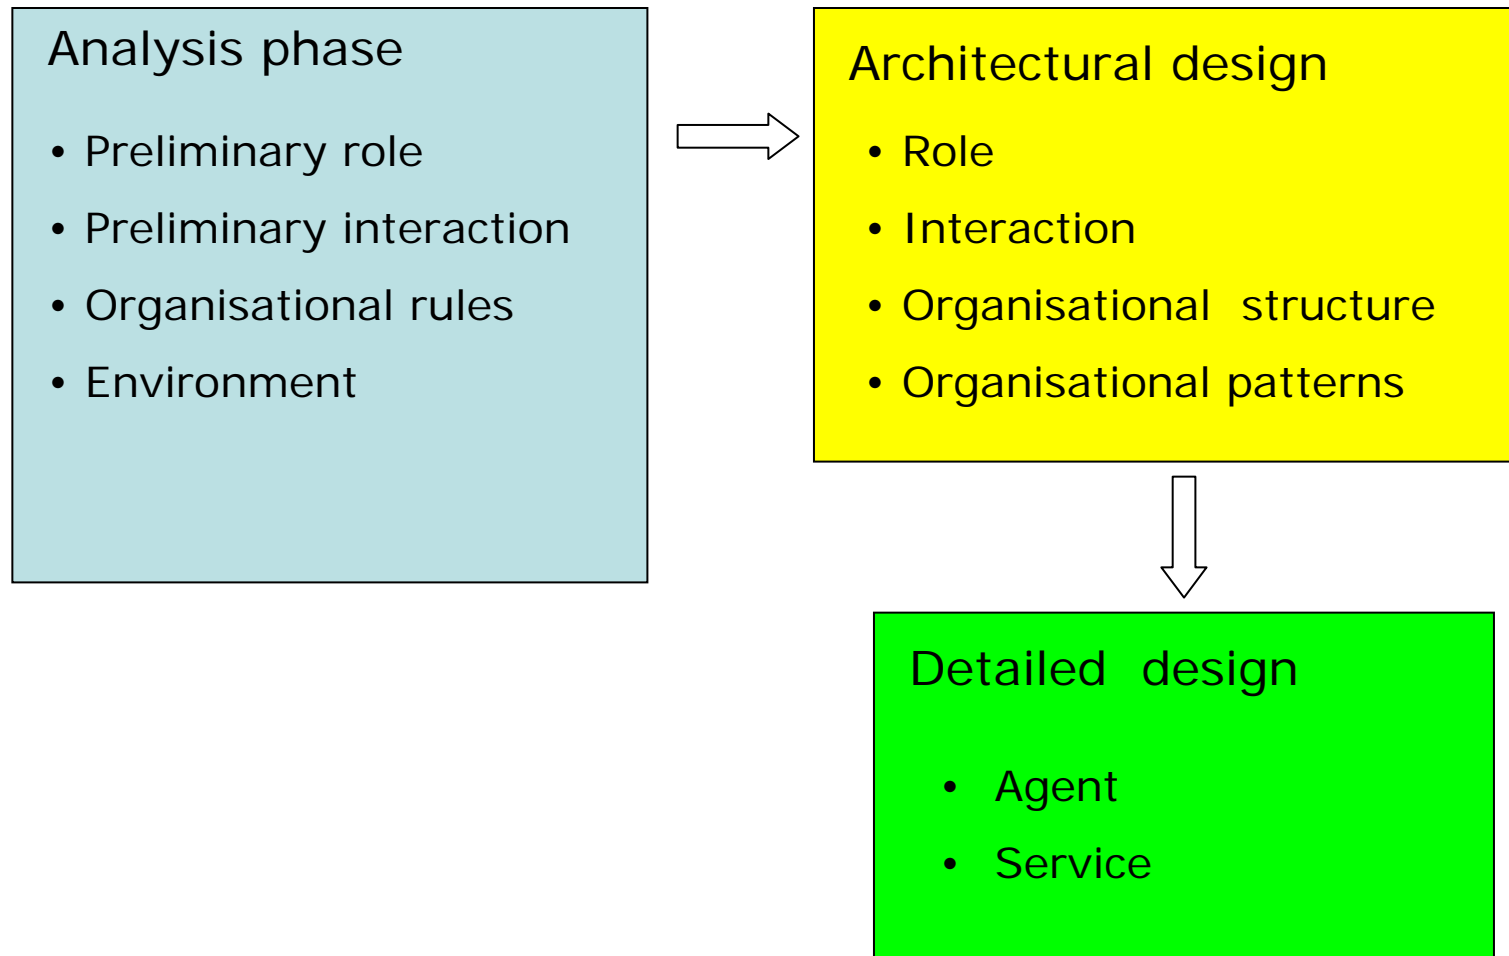 Analysis phase
• Preliminary role
• Preliminary interaction
• Organisational rules
• Environment
Architectural design
• Role
• Interaction
• Organisational structure
• Organisational patterns
Detailed design
• Agent
• Service